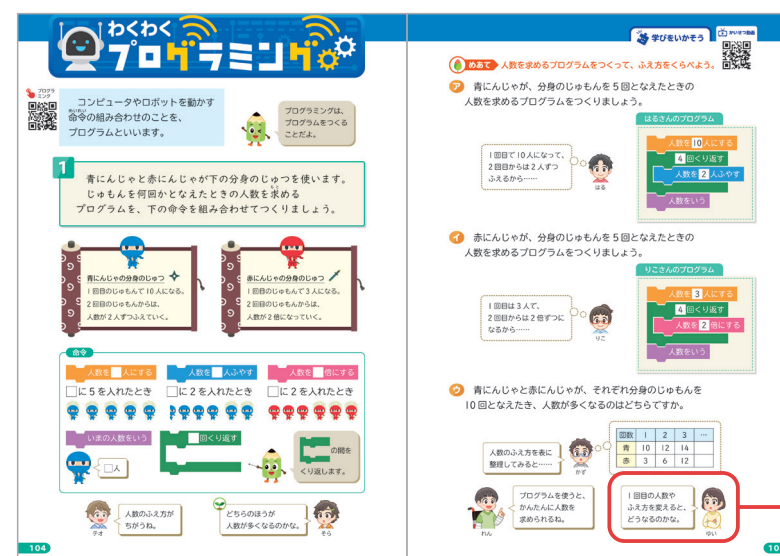 わくわく
プログラミング
プログラ
ミング
コンピュータやロボットを動かす
めいれい
命令の組み合わせのことを、
プログラムといいます。
プログラミングは、
プログラムをつくる
ことだよ。
1
青にんじゃと赤にんじゃが下の分身のじゅつを使います。
じゅもんを何回かとなえたときの人数を求める
プログラムを、下の命令を組み合わせてつくりましょう。
青にんじゃの分身のじゅつ
1回目のじゅもんで10人になる。
2回目のじゅもんからは、
人数が2人ずつふえていく。
赤にんじゃの分身のじゅつ
1回目のじゅもんで3人になる。
2回目のじゅもんからは、
人数が2倍になっていく。
命令
人数を□人にする
人数を□人ふやす
人数を□倍にする
□に5を入れたとき
□に2を入れたとき
□に2を入れたとき
いまの人数をいう
□人
□回くり返す
の間を
くり返します。
人数のふえ方が
ちがうね。
テオ
どちらのほうが
人数が多くなるのかな。
そら
104
学びをいかそう
かいせつ動画
めあて
人数を求めるプログラムをつくって、ふえ方をくらべよう。
ア 青にんじゃが、分身のじゅもんを5回となえたときの
人数を求めるプログラムをつくりましょう。
1回目で10人になって、
2回目からは2人ずつ
ふえるから……
はる
はるさんのプログラム
人数を10人にする
4回くり返す
人数を2人ふやす
人数をいう
イ 赤にんじゃが、分身のじゅもんを5回となえたときの
人数を求めるプログラムをつくりましょう。
1回目は3人で、
2回目からは2倍ずつに
なるから……
りこ
りこさんのプログラム
人数を3人にする
4回くり返す
人数を2倍にする
人数をいう
ウ 青にんじゃと赤にんじゃが、それぞれ分身のじゅもんを
10回となえたき、人数が多くなるのはどちらですか。
人数のふえ方を表に
整理してみると……
かず
回数 1 2 3 …
青 10 12 14
赤 3 6 12
プログラムを使うと、
かんたんに人数を
求められるね。
れん
1回目の人数や
ふえ方を変えると、
どうなるのかな。
ゆい
10